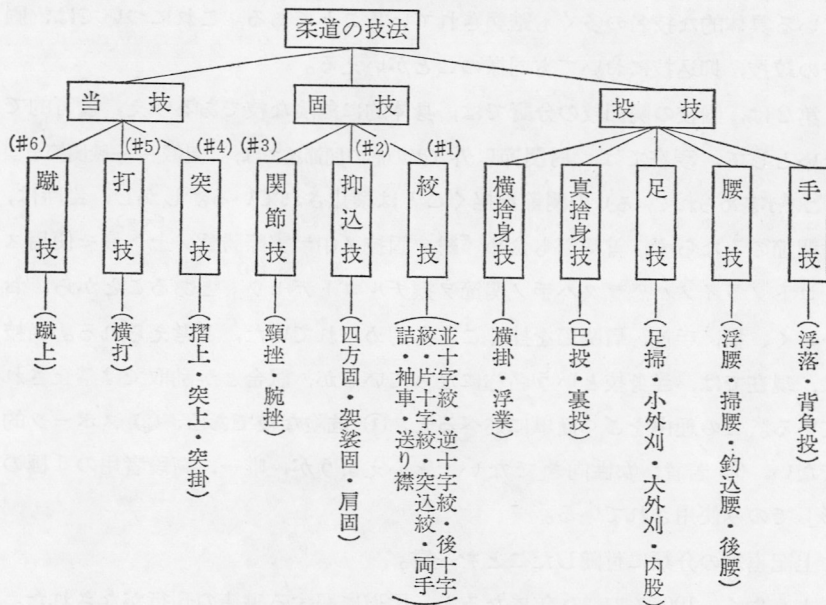 柔道の技法
投技
固技
当技
手技
腰技
足技
真捨身技
横捨身技
(#1)
絞技
(#2)
抑込技
(#3)
関節技
(#4)
突技
(#5)
打技
(#6)
蹴技
(浮落・背負投)
(浮腰・掃腰・釣込腰 後腰)
(足掃・小外刈・大外刈・内股)
(巴投・裏投)
(横掛・浮業)
(並十字絞・逆十字絞・後十字
絞・片十字絞・突込絞・両手
詰・袖車・送り襟)
(四方固・袈裟固・肩固)
(頸挫・腕挫)
(摺上・突上・突掛)
(横打)
(蹴上)